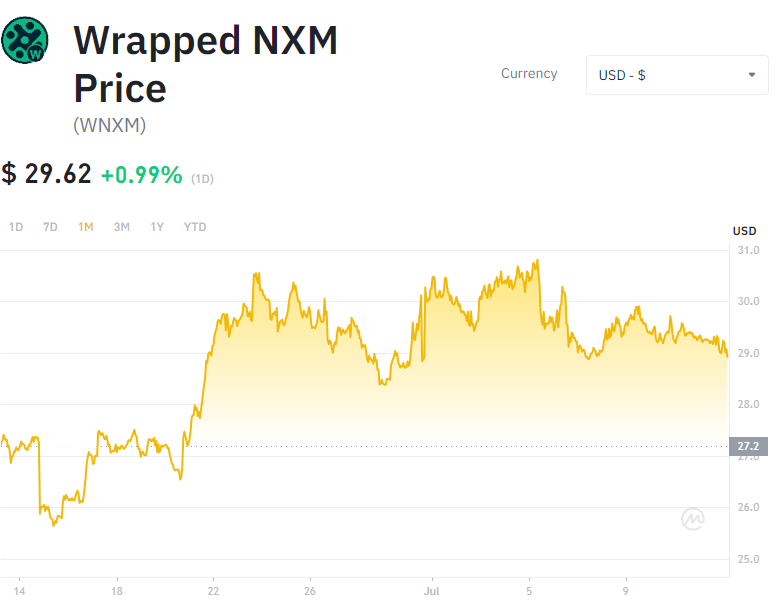 Wrapped NXM
Price
(WNXM)
Currency
USD - $
$ 29.62 +0.99% (1D)
1D 7D 1M 3M 1Y YTD
USD
31.0
30.0
29.0
28.0
27.2
27.0
26.0
25.0
14 18 22 26 Jul 5 9
W